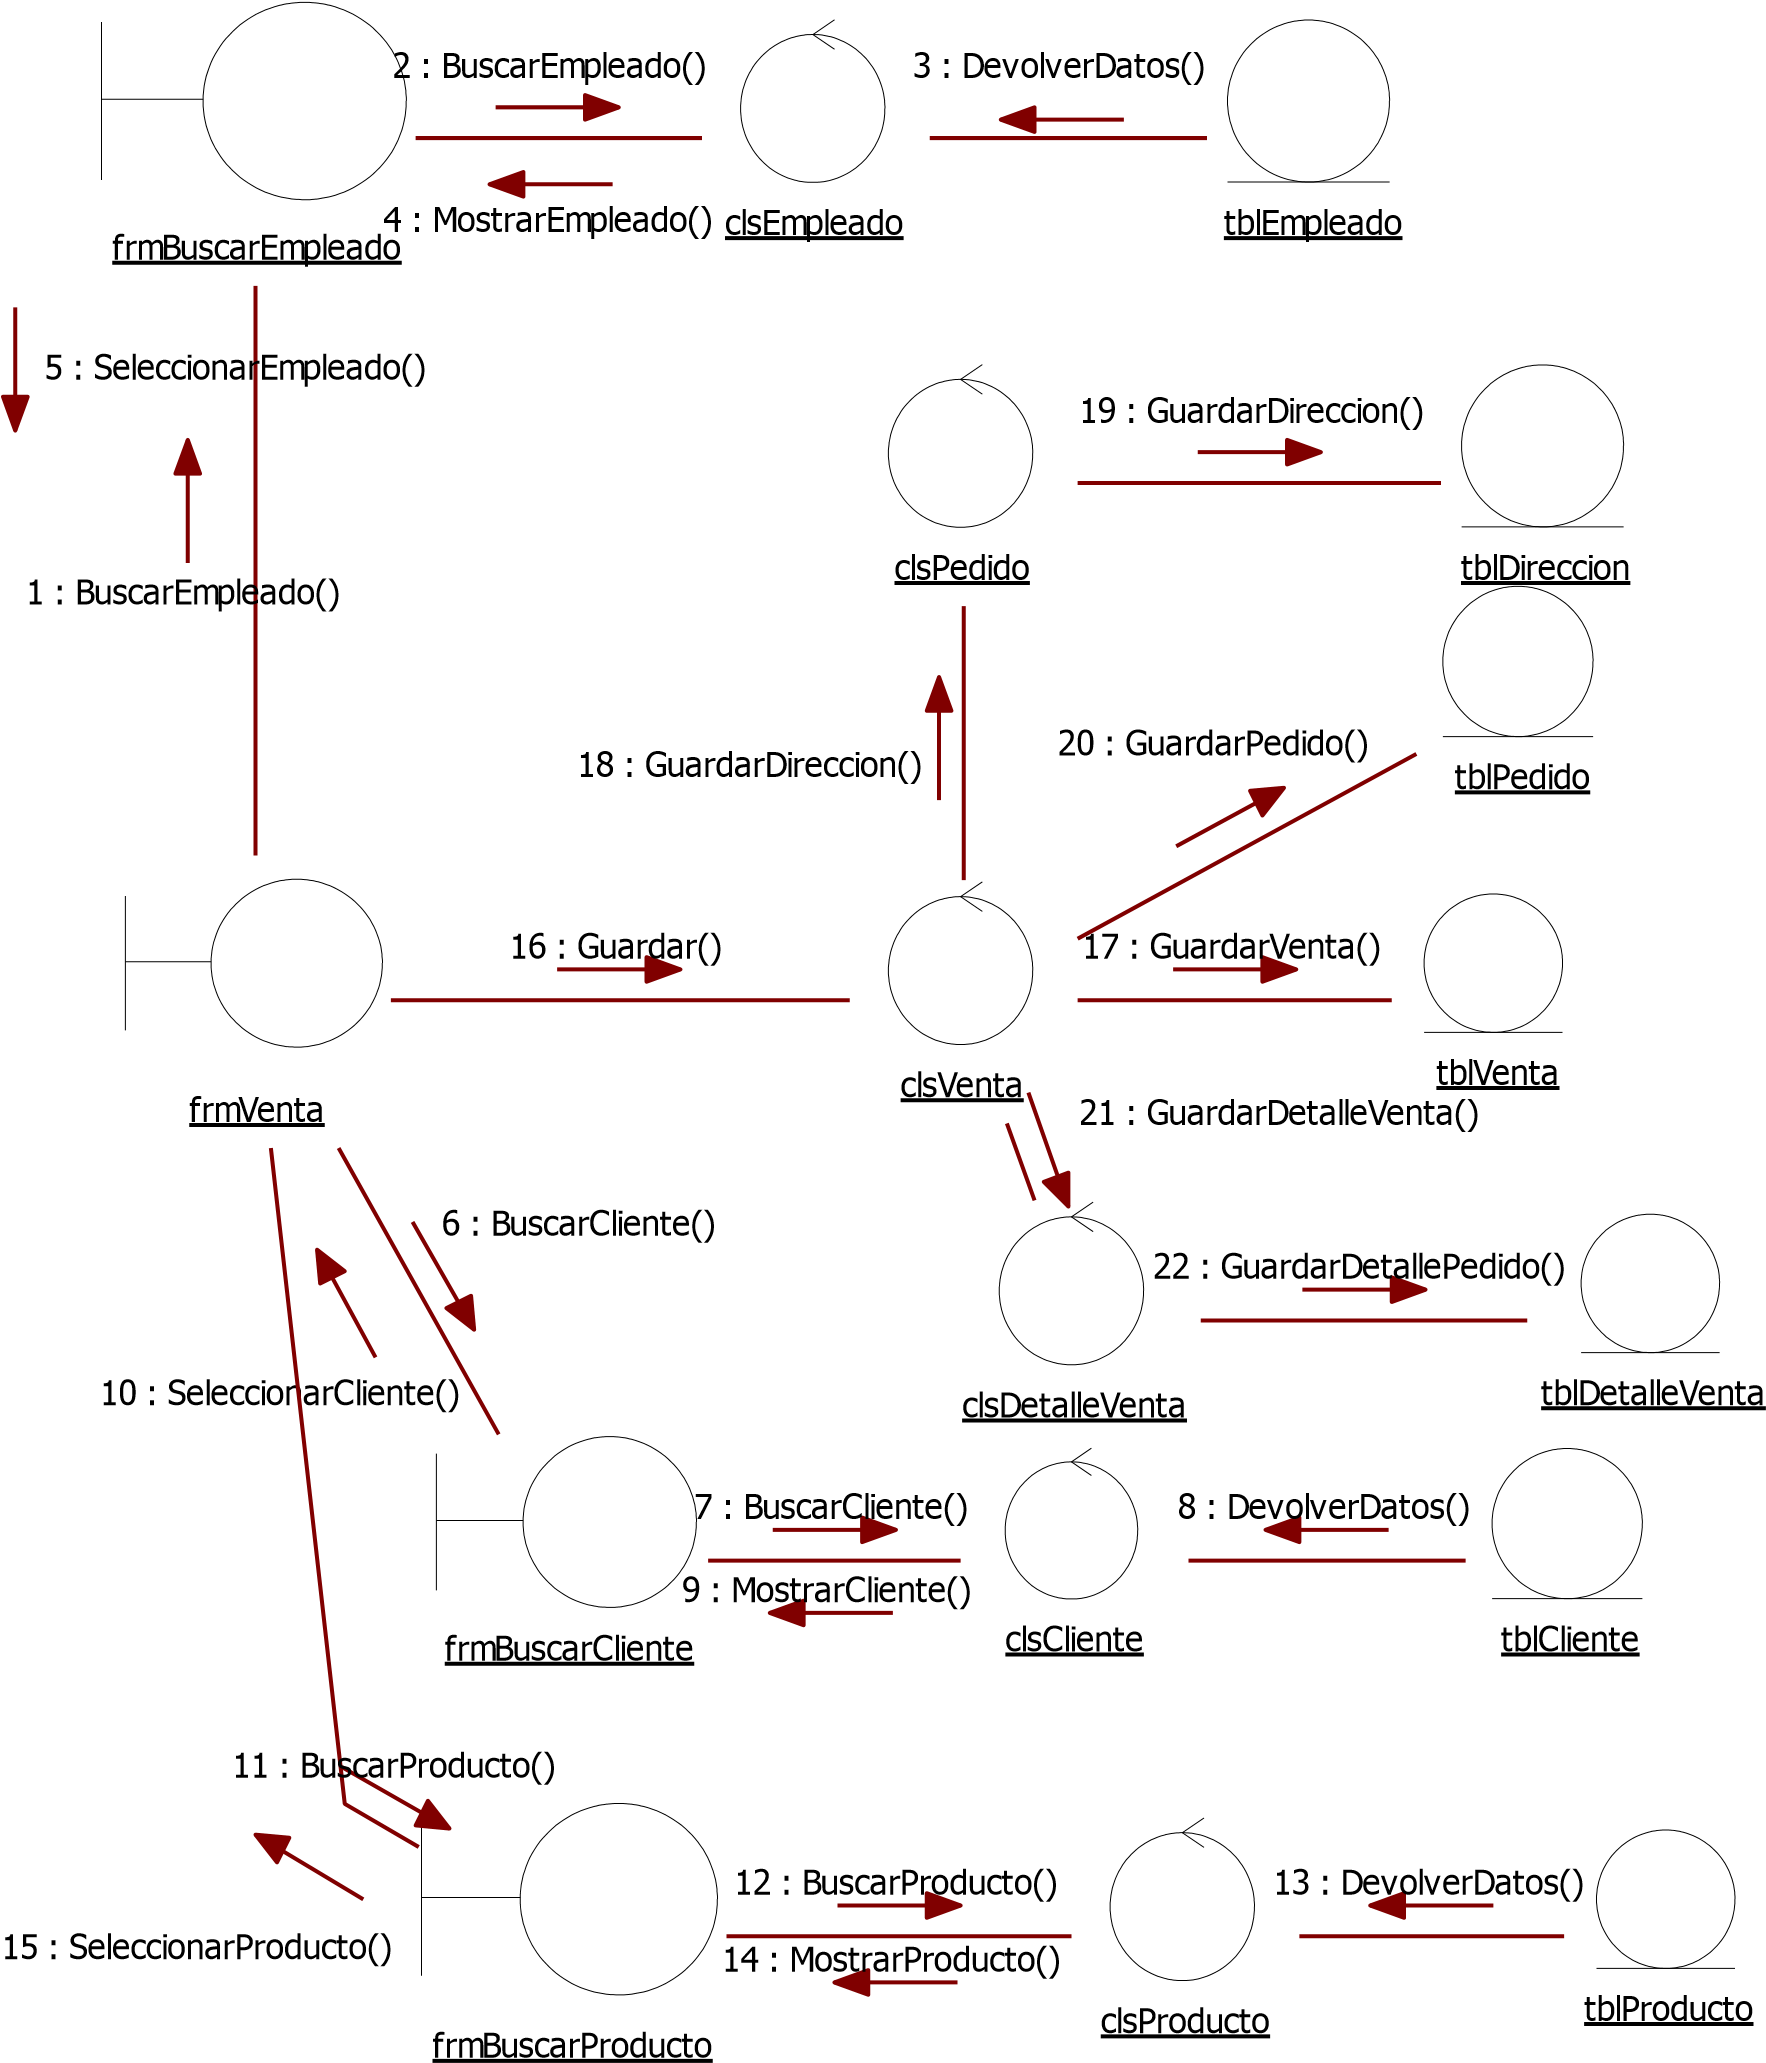 2 : BuscarEmpleado()
3 : DevolverDatos()
4 : MostrarEmpleado()
clsEmpleado
tblEmpleado
frmBuscarEmpleado
5 : SeleccionarEmpleado()
19 : GuardarDireccion()
clsPedido
tblDireccion
1 : BuscarEmpleado()
20 : GuardarPedido()
18 : GuardarDireccion()
tblPedido
16 : Guardar()
17 : GuardarVenta()
tblVenta
clsVenta
frmVenta
21 : GuardarDetalleVenta()
6 : BuscarCliente()
22 : GuardarDetallePedido()
10 : SeleccionarCliente()
clsDetalleVenta
tblDetalleVenta
7 : BuscarCliente()
8 : DevolverDatos()
9 : MostrarCliente()
frmBuscarCliente
clsCliente
tblCliente
11 : BuscarProducto()
12 : BuscarProducto()
13 : DevolverDatos()
15 : SeleccionarProducto()
14 : MostrarProducto()
clsProducto
tblProducto
frmBuscarProducto